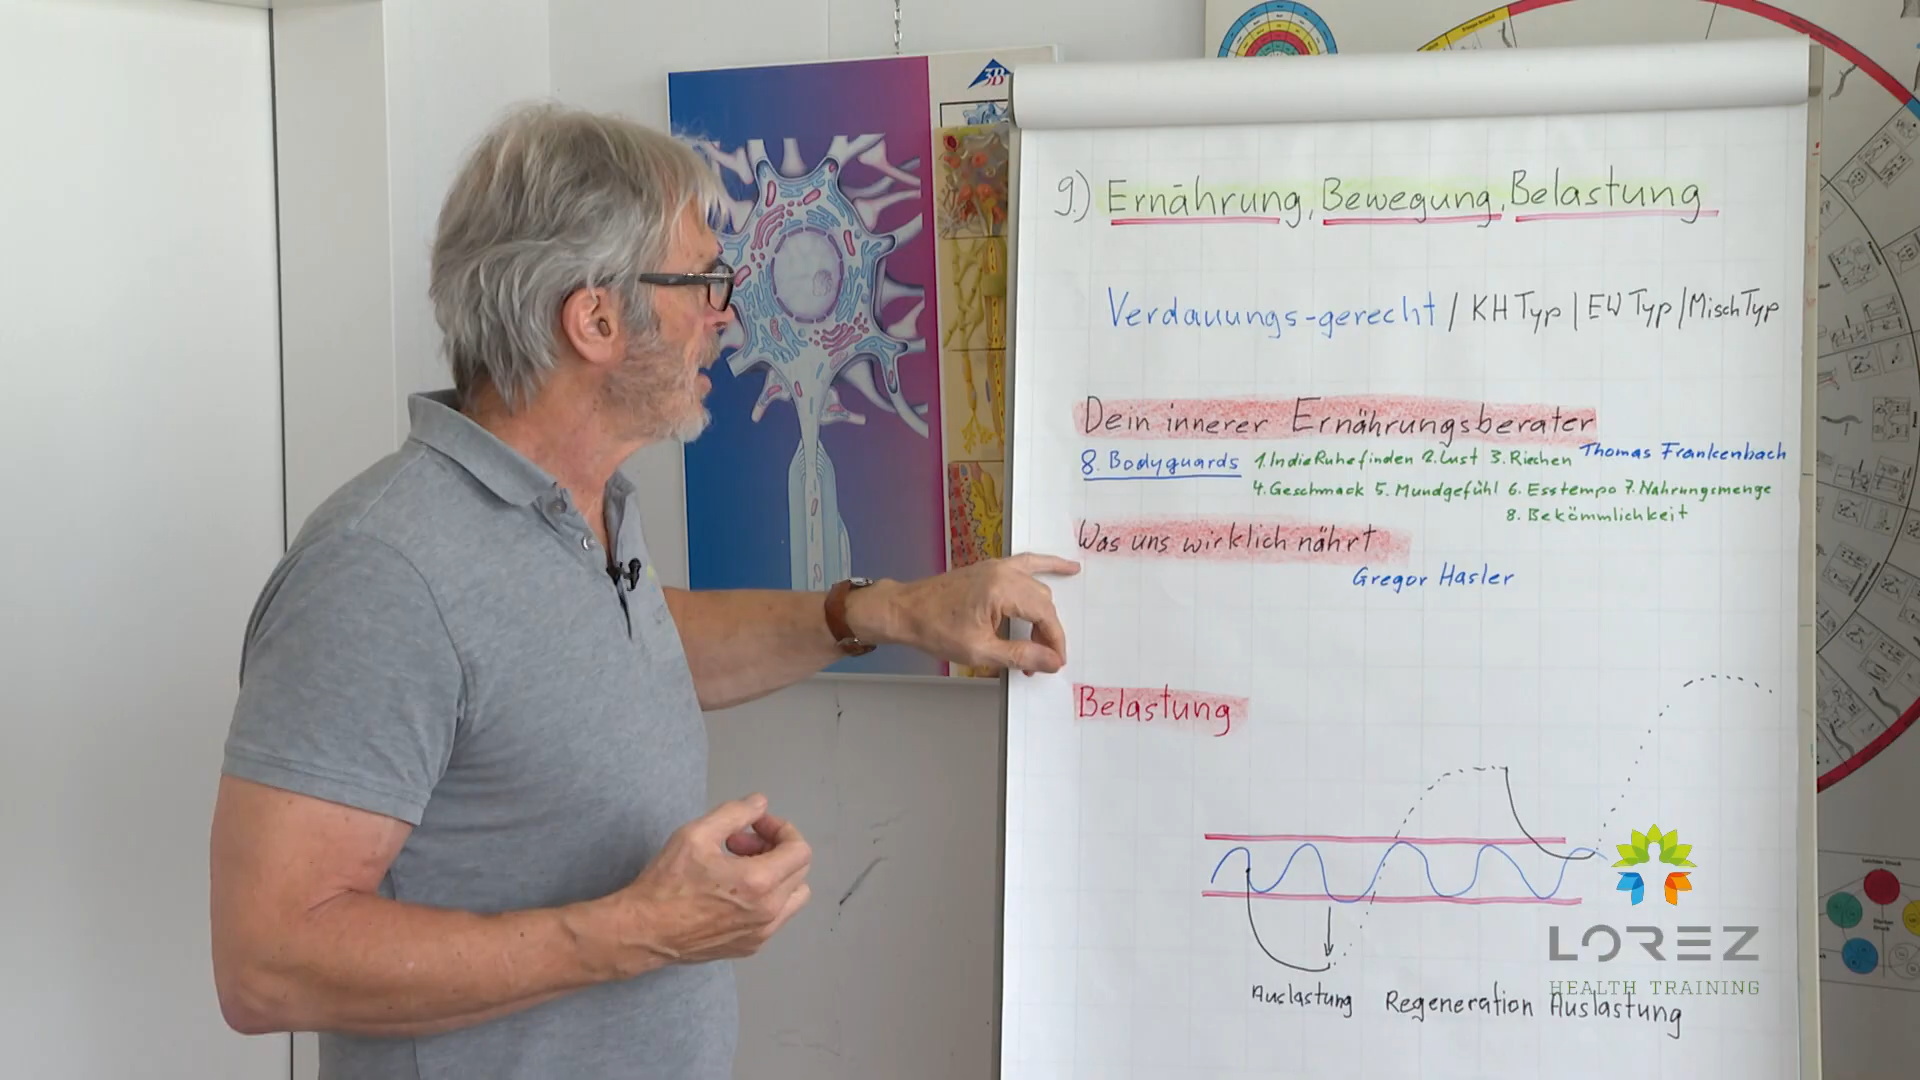 3B
9.) Ernährung, Bewegung, Belastung
Verdauungs-gerecht / KH Typ | EW Typ / Misch Typ
Dein innerer Ernährungsberater
Thomas Frankenbach
8. Bodyguards 1. In die Ruhe finden 2. Lust 3. Riechen
4. Geschmack 5. Mundgefühl 6. Esstempo 7. Nahrungsmenge
8. Bekömmlichkeit
Was uns wirklich nährt
Gregor Hasler
Belastung
LOREZ
HEALTH TRAINING
Auslastung Regeneration Auslastung